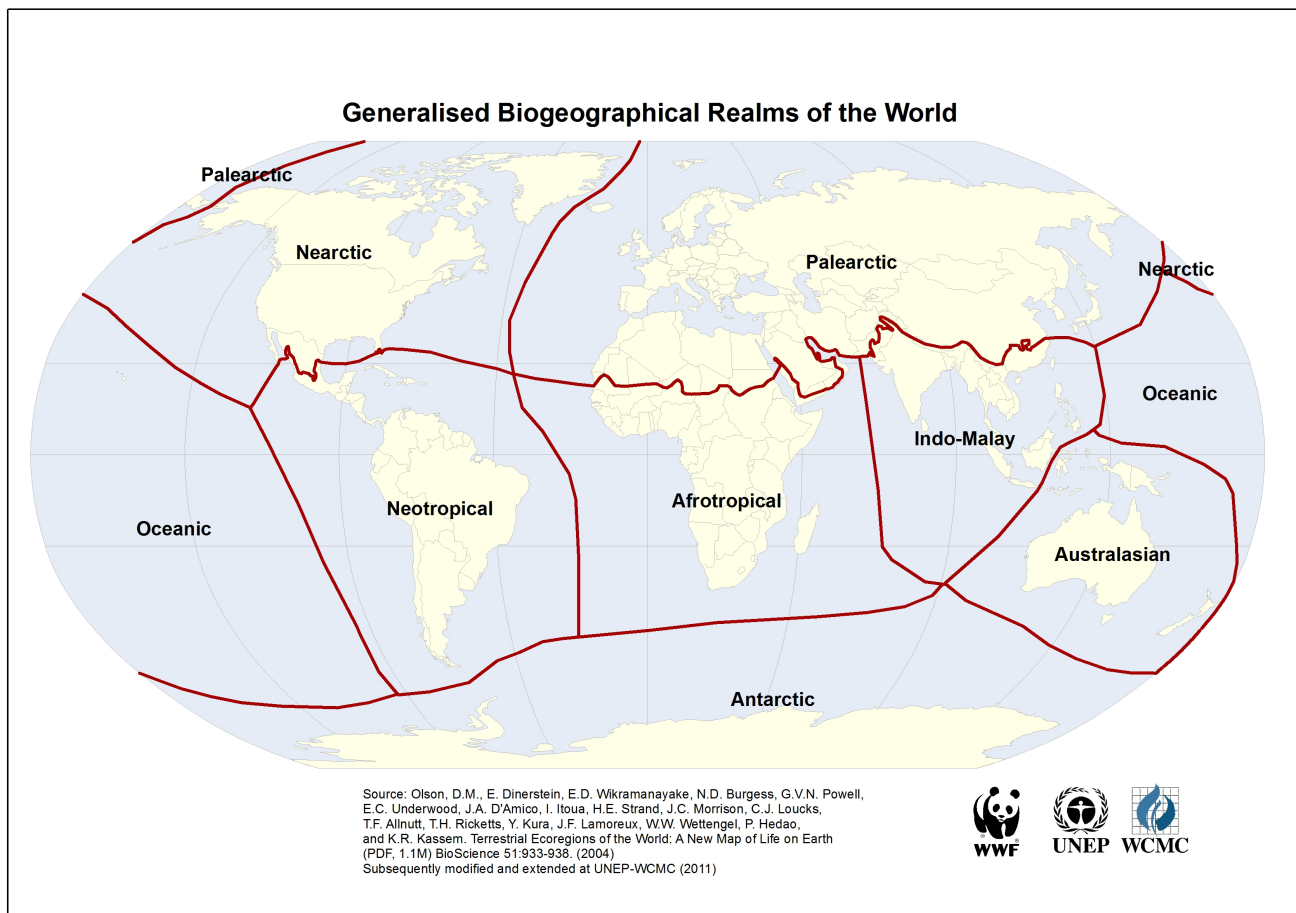 Generalised Biogeographical Realms of the World
Palearctic
Nearctic
Palearctic
Nearctic
Oceanic
Indo-Malay
Neotropical
Afrotropical
Oceanic
Australasian
Antarctic
Source: Olson, D.M., E. Dinerstein, E.D. Wikramanayake, N.D. Burgess, G.V.N. Powell,
E.C. Underwood, J.A. D'Amico, I. Itoua, H.E. Strand, J.C. Morrison, C.J. Loucks,
T.F. Allnutt, T.H. Ricketts, Y. Kura, J.F. Lamoreux, W.W. Wettengel, P. Hedao,
and K.R. Kassem. Terrestrial Ecoregions of the World: A New Map of Life on Earth
(PDF, 1.1M) BioScience 51:933-938. (2004)
Subsequently modified and extended at UNEP-WCMC (2011)
WWF
UNEP WCMC